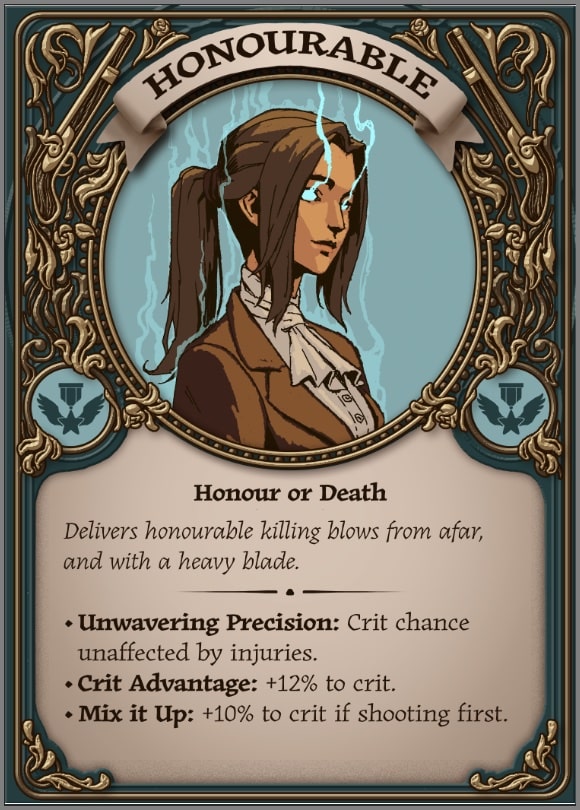 HONOURABLE
Honour or Death
Delivers honourable killing blows from afar,
and with a heavy blade.
• Unwavering Precision: Crit chance
unaffected by injuries.
• Crit Advantage: +12% to crit.
• Mix it Up: +10% to crit if shooting first.